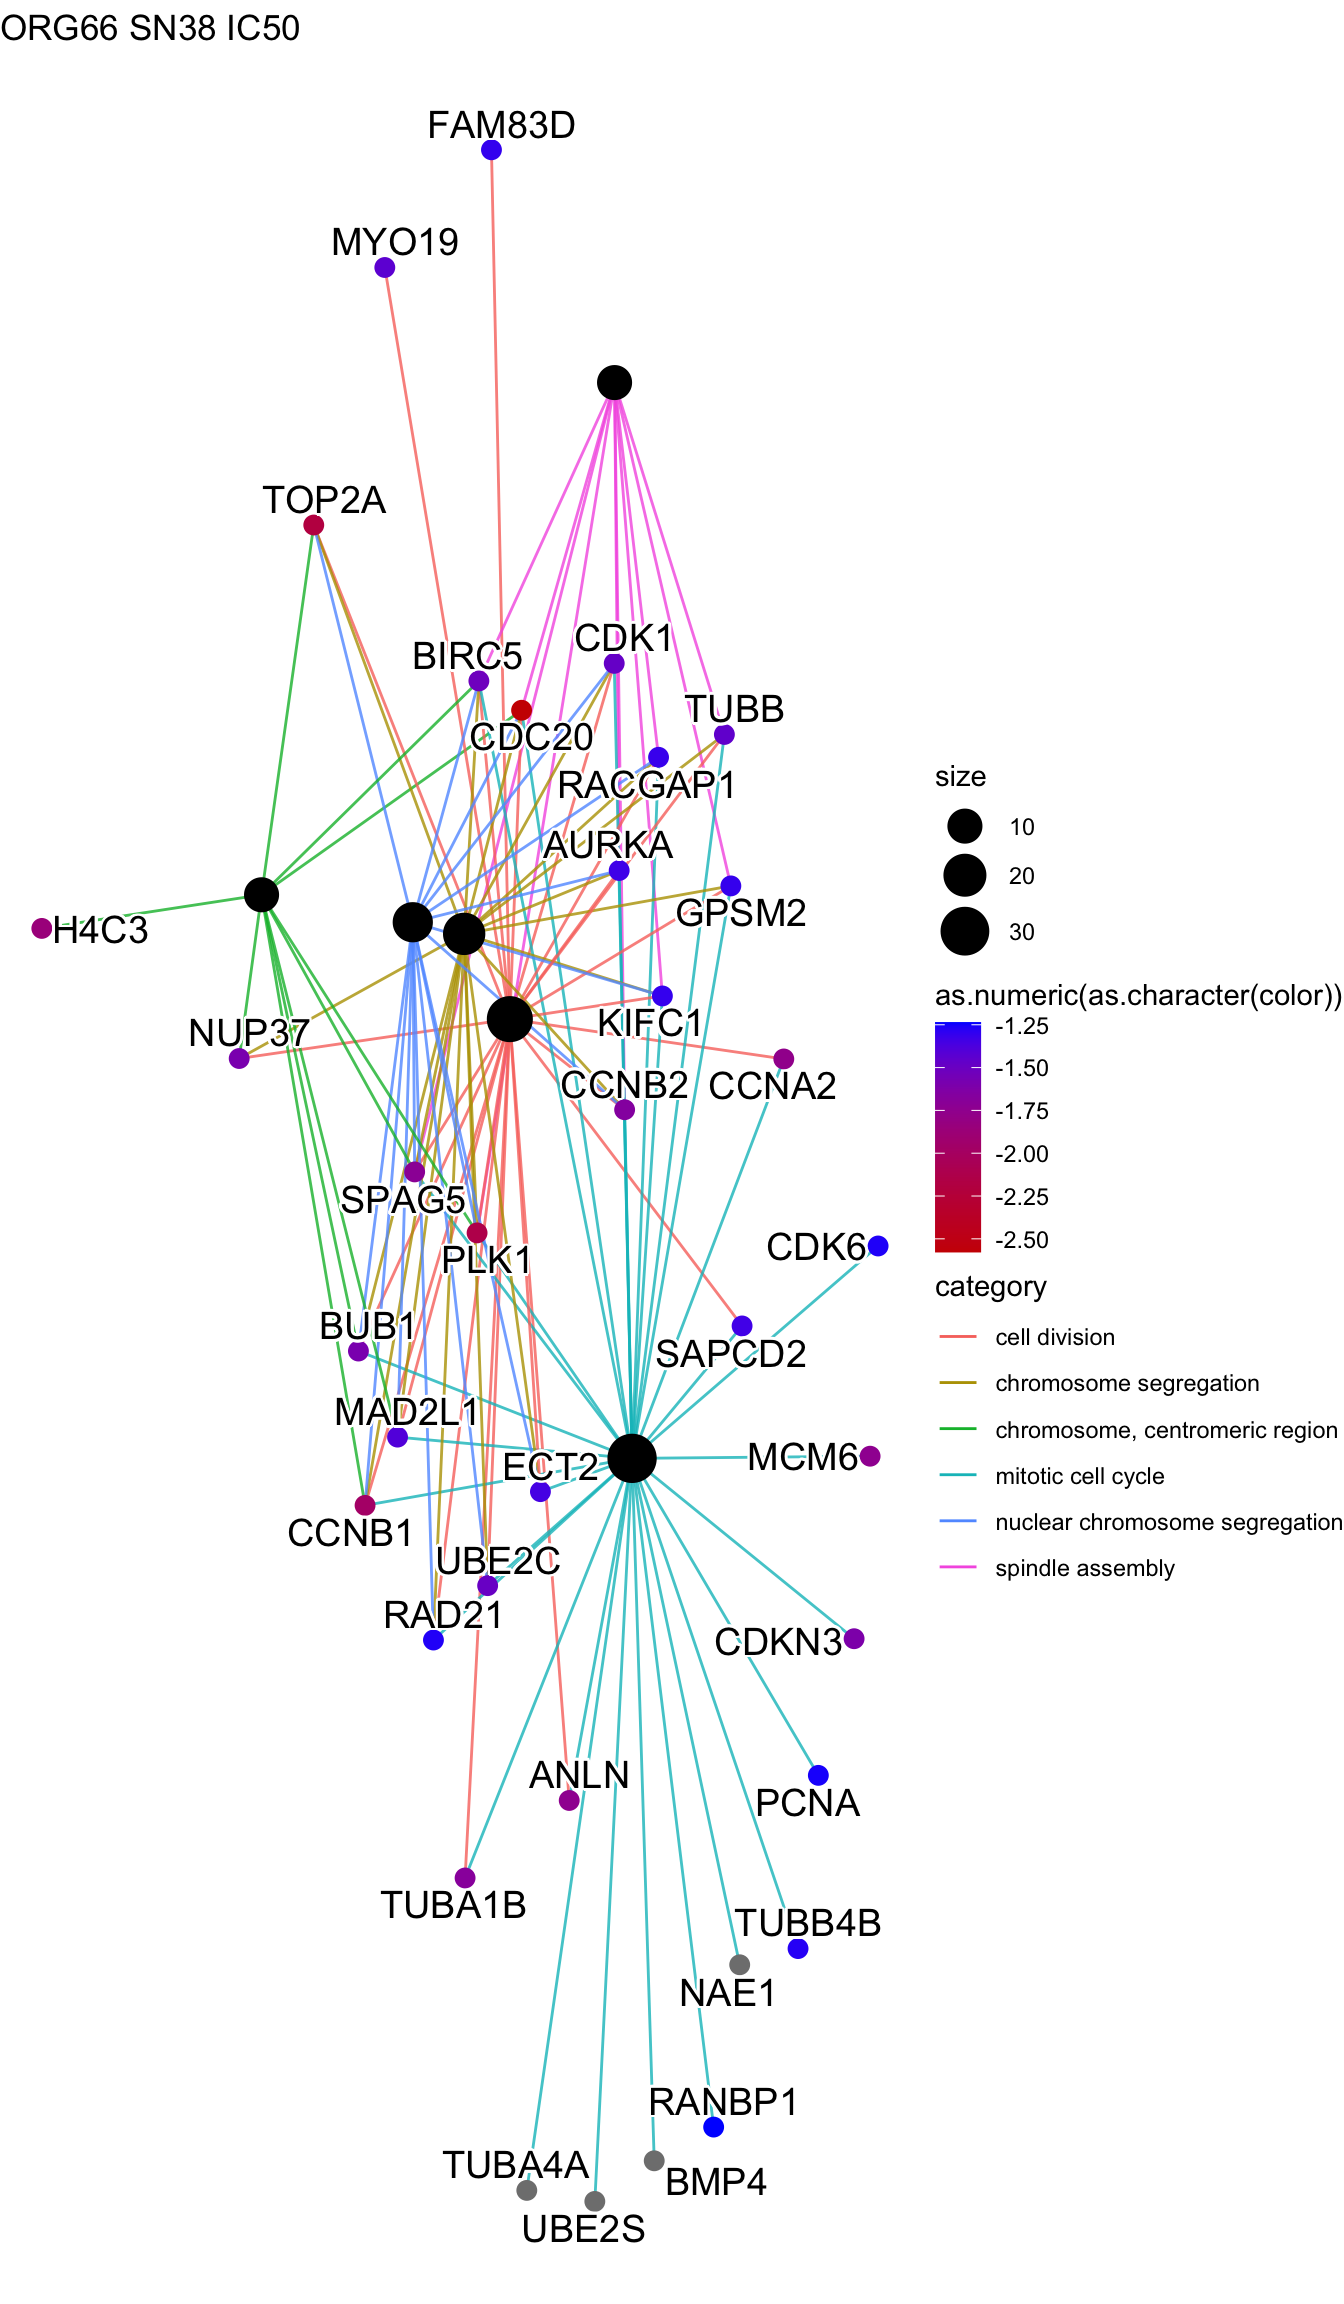 ORG66 SN38 IC50
FAM83D
MYO19
TOP2A
CDK1
BIRC5
TUBB
CDC20
RACGAP1
AURKA
GPSM2
H4C3
KIFC1
NUP37
CCNB2
CCNA2
SPAG5
CDK6
PLK1
BUB1
SAPCD2
MAD2L1
MCM6
ECT2
CCNB1
UBE2C
RAD21
CDKN3
ANLN
PCNA
TUBA1B
TUBB4B
NAE1
RANBP1
TUBA4A
BMP4
UBE2S
size
10
20
30
as.numeric(as.character(color))
-1.25
-1.50
-1.75
-2.00
-2.25
-2.50
category
cell division
chromosome segregation
chromosome, centromeric region
mitotic cell cycle
nuclear chromosome segregation
spindle assembly